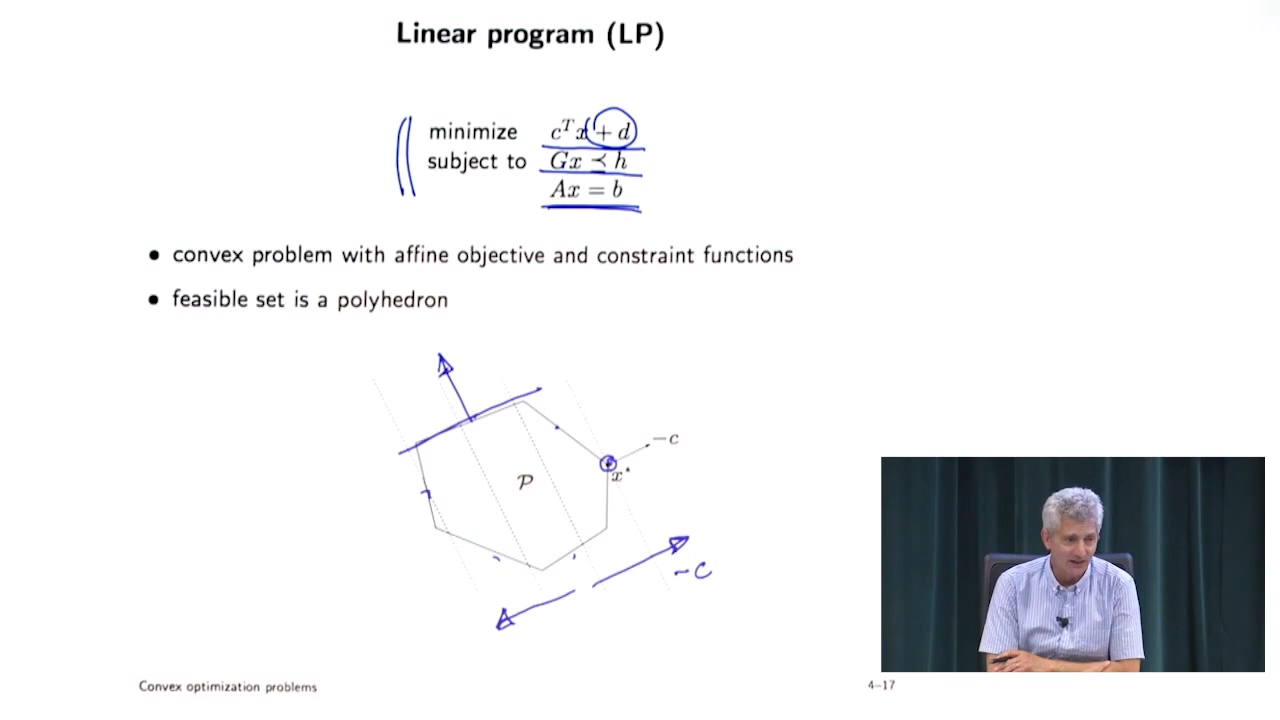 Linear program (LP)
minimize cᵀx + d
subject to Gx ⪯ h
Ax = b
• convex problem with affine objective and constraint functions
• feasible set is a polyhedron
−c
x⋆
𝒫
−c
Convex optimization problems 4–17